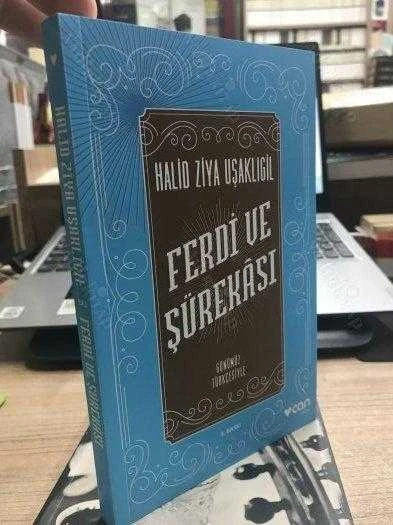 HALİD ZİYA UŞAKLIGİL
FERDİ VE
ŞÜREKÂSI
GÜNÜMÜZ
TÜRKÇESİYLE
can
HALİD ZİYA UŞAKLIGİL
FERDİ VE ŞÜREKÂSI